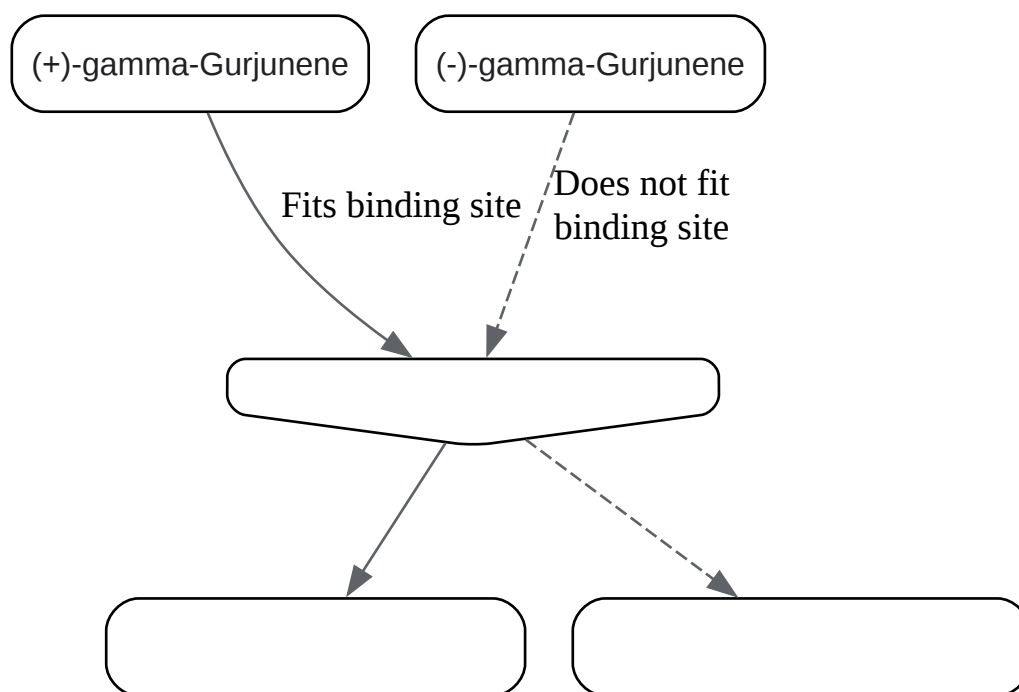 (+)-gamma-Gurjunene
(-)-gamma-Gurjunene
Fits binding site
Does not fit
binding site